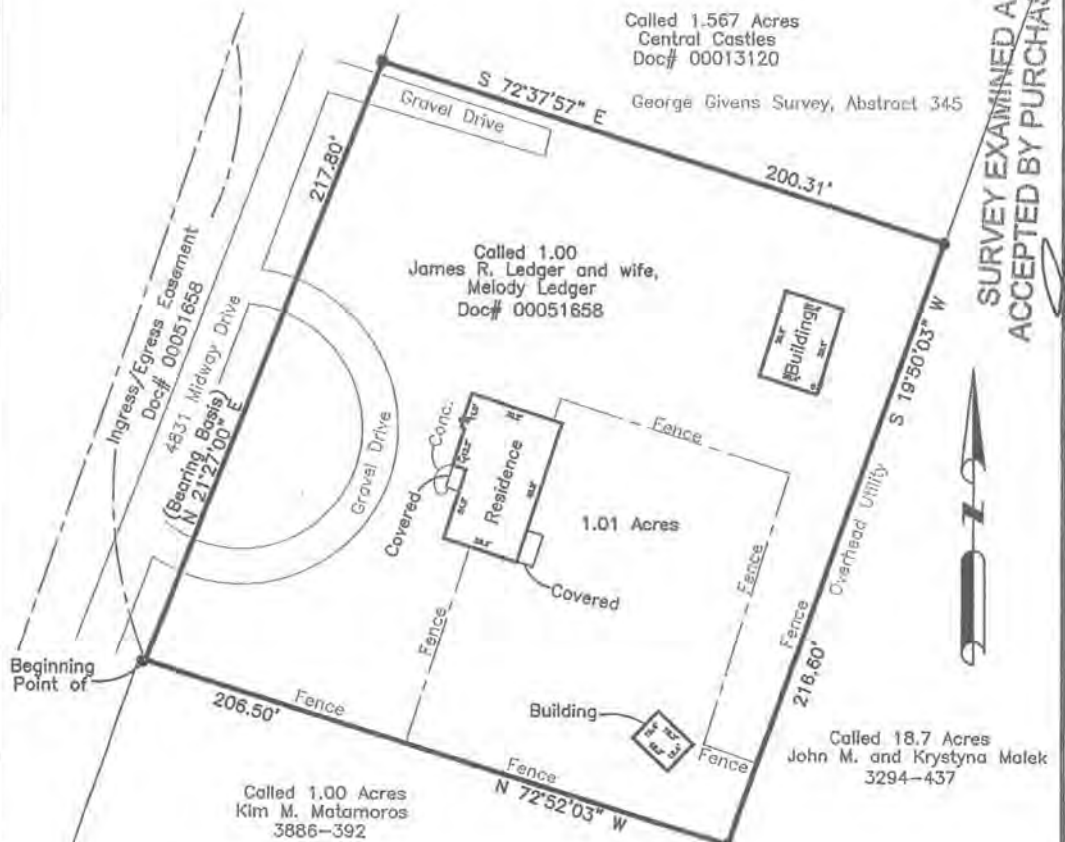 Called 1.567 Acres
Central Castles
Doc# 00013120
George Givens Survey, Abstract 345
SURVEY EXAMINED A
ACCEPTED BY PURCHAS
S 72°37'57" E
200.31'
Gravel Drive
217.80'
Called 1.00
James R. Ledger and wife,
Melody Ledger
Doc# 00051658
Ingress/Egress Easement
Doc# 00051658
4831 Midway Drive
(Bearing Basis)
N 21°27'00" E
Gravel Drive
Building
S 19°50'03" W
Overhead Utility
Fence
216.60'
Conc.
Covered
Residence
Covered
1.01 Acres
Fence
Fence
Fence
Fence
N
Beginning
Point of
206.50'
Fence
Building
Fence
N 72°52'03" W
Called 18.7 Acres
John M. and Krystyna Malek
3294-437
Called 1.00 Acres
Kim M. Matamoros
3886-392